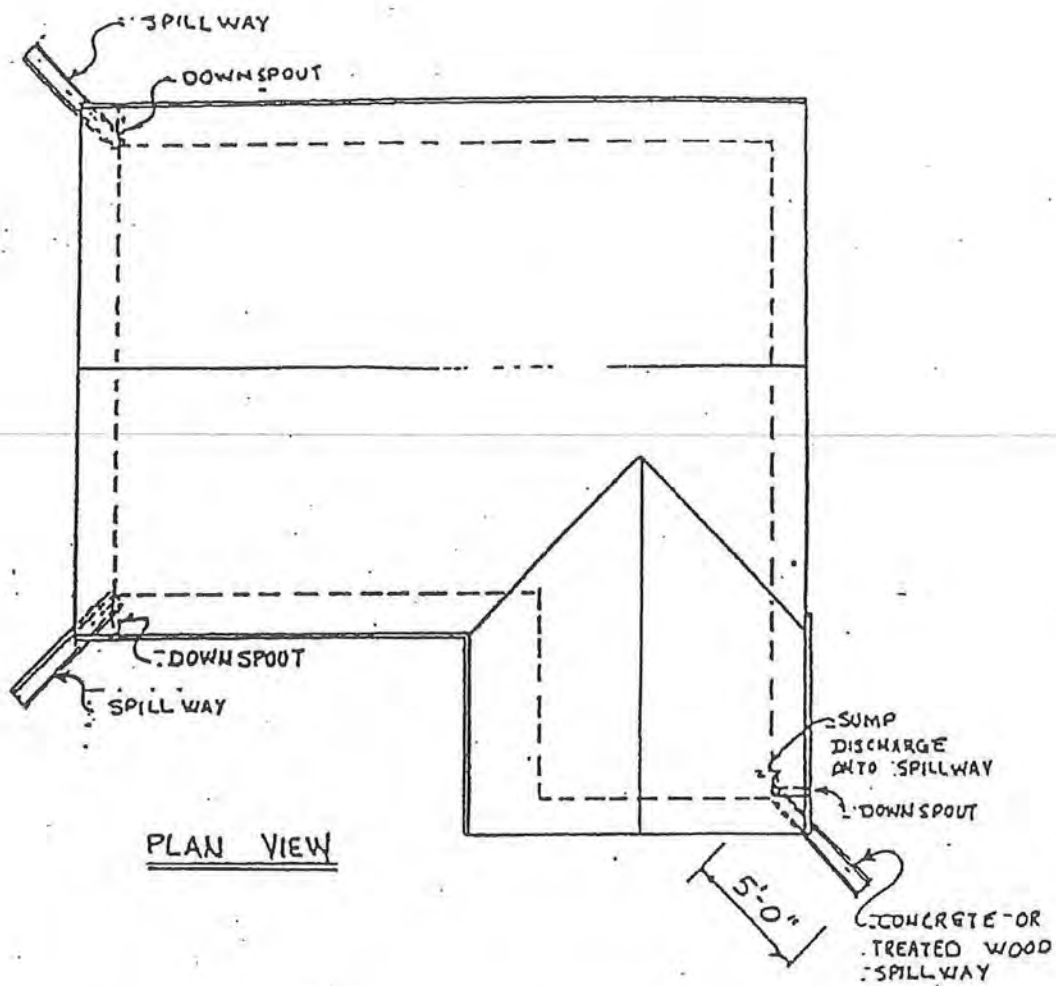 SPILLWAY
DOWNSPOUT
DOWNSPOUT
SPILLWAY
SUMP
DISCHARGE
ONTO SPILLWAY
DOWNSPOUT
PLAN VIEW
5'-0"
CONCRETE OR
TREATED WOOD
SPILLWAY